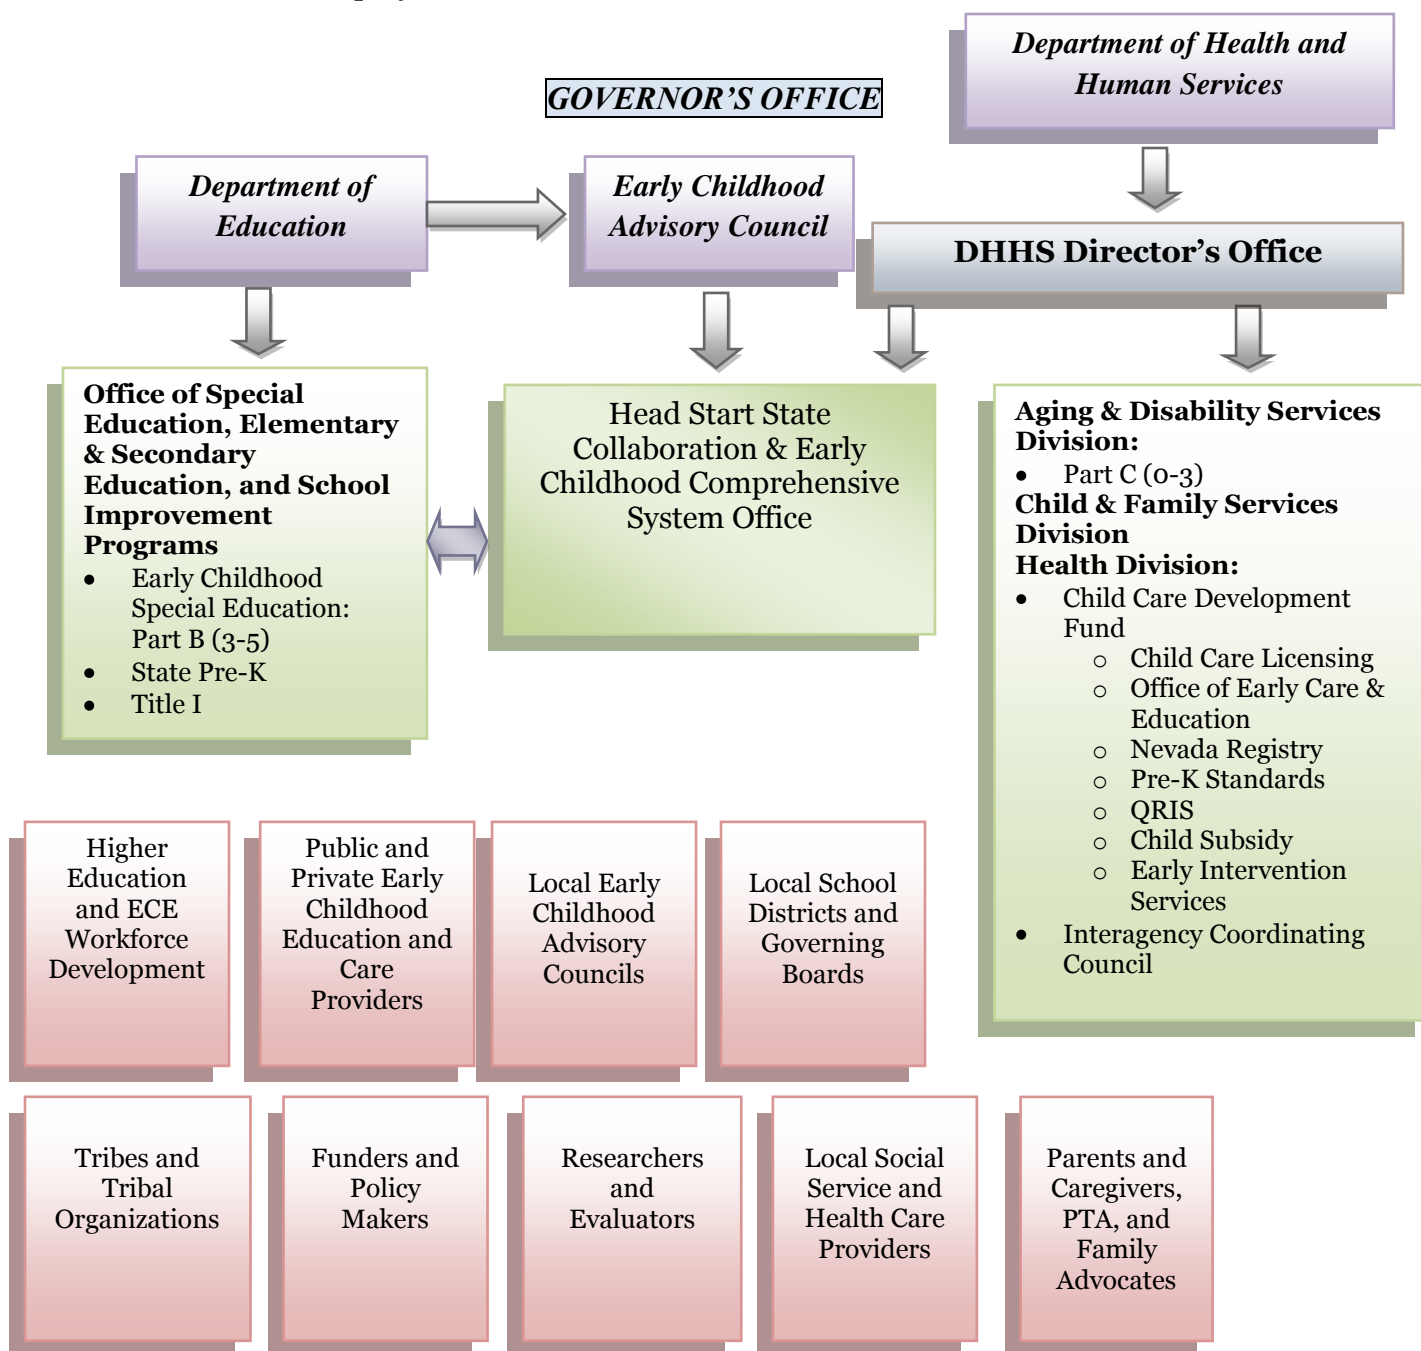 Department of Health and
Human Services
GOVERNOR’S OFFICE
Department of
Education
Early Childhood
Advisory Council
DHHS Director’s Office
Office of Special
Education, Elementary
& Secondary
Education, and School
Improvement
Programs
• Early Childhood
Special Education:
Part B (3-5)
• State Pre-K
• Title I
Head Start State
Collaboration & Early
Childhood Comprehensive
System Office
Aging & Disability Services
Division:
• Part C (0-3)
Child & Family Services
Division
Health Division:
• Child Care Development
Fund
o Child Care Licensing
o Office of Early Care &
Education
o Nevada Registry
o Pre-K Standards
o QRIS
o Child Subsidy
o Early Intervention
Services
• Interagency Coordinating
Council
Higher
Education
and ECE
Workforce
Development
Public and
Private Early
Childhood
Education and
Care
Providers
Local Early
Childhood
Advisory
Councils
Local School
Districts and
Governing
Boards
Tribes and
Tribal
Organizations
Funders and
Policy
Makers
Researchers
and
Evaluators
Local Social
Service and
Health Care
Providers
Parents and
Caregivers,
PTA, and
Family
Advocates